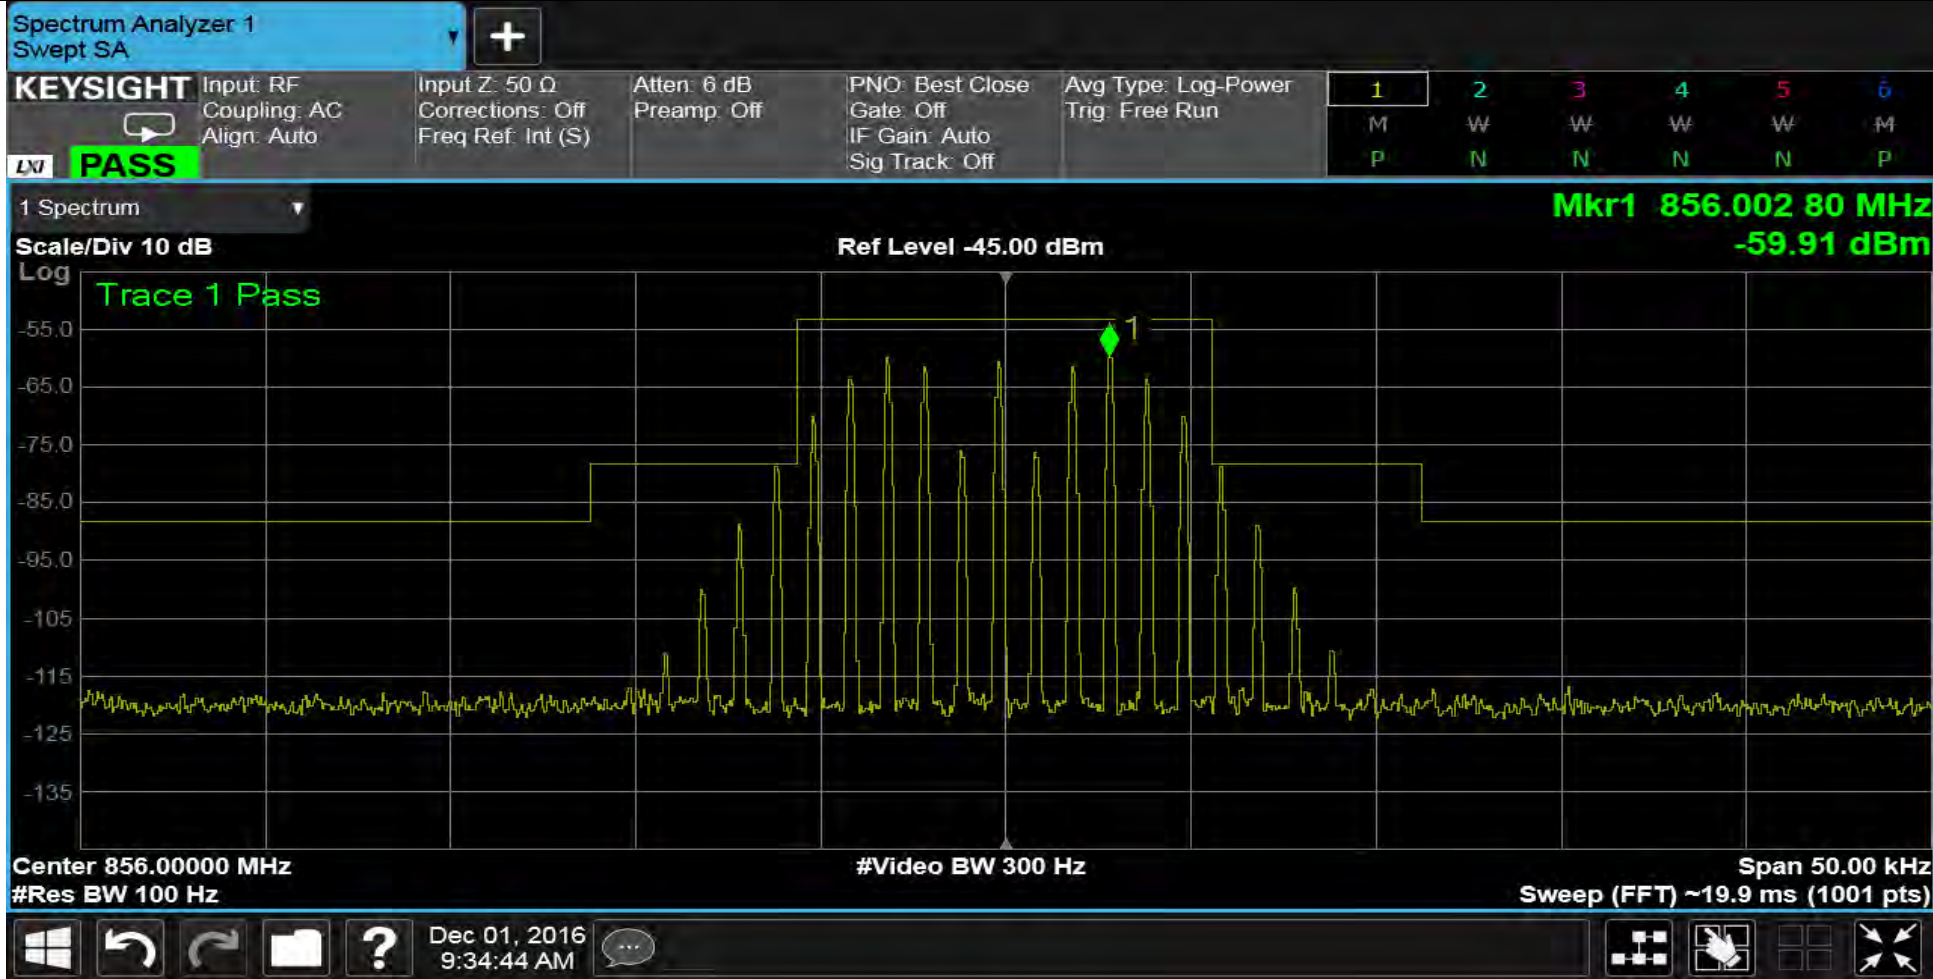 Spectrum Analyzer 1
Swept SA
KEYSIGHT
LXI
PASS
Input: RF
Coupling: AC
Align: Auto
Input Z: 50 Ω
Corrections: Off
Freq Ref: Int (S)
Atten: 6 dB
Preamp: Off
PNO: Best Close
Gate: Off
IF Gain: Auto
Sig Track: Off
Avg Type: Log-Power
Trig: Free Run
1 2 3 4 5 6
M W W W W M
P N N N N P
1 Spectrum
Mkr1 856.002 80 MHz
-59.91 dBm
Scale/Div 10 dB
Ref Level -45.00 dBm
Log
Trace 1 Pass
1
-55.0
-65.0
-75.0
-85.0
-95.0
-105
-115
-125
-135
Center 856.00000 MHz
#Video BW 300 Hz
Span 50.00 kHz
#Res BW 100 Hz
Sweep (FFT) ~19.9 ms (1001 pts)
?
Dec 01, 2016
9:34:44 AM